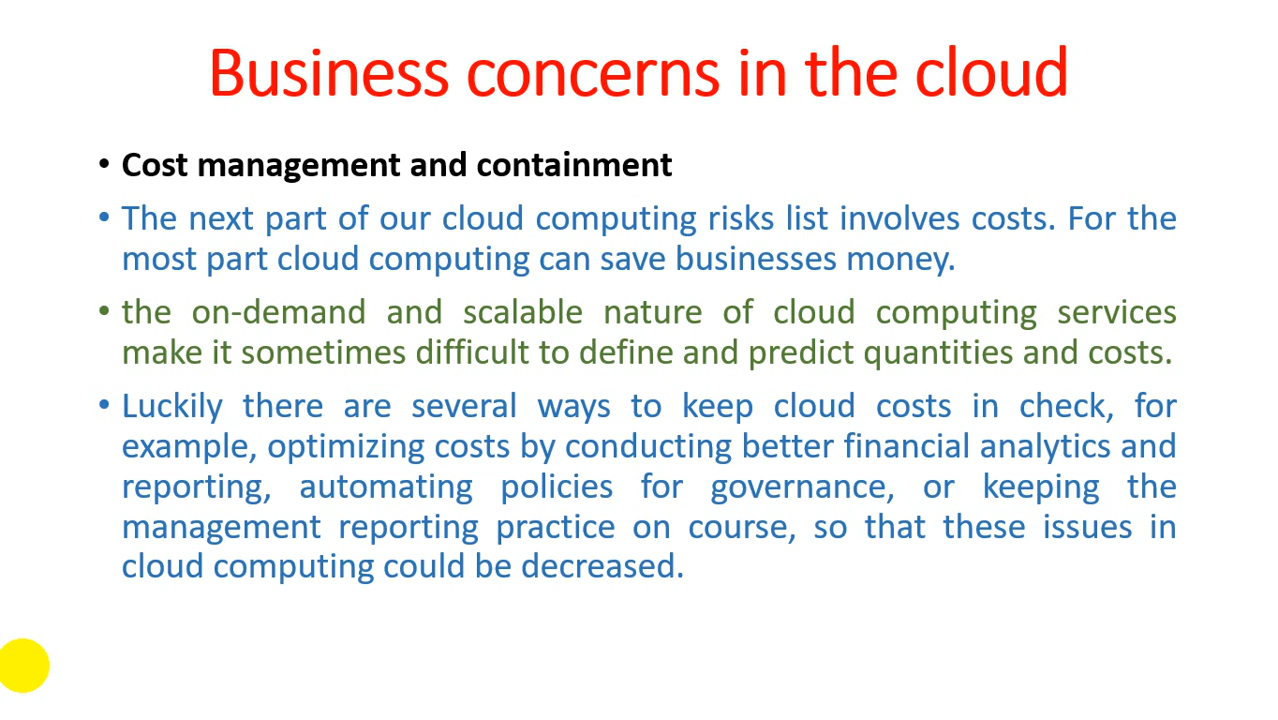 Business concerns in the cloud
• Cost management and containment
• The next part of our cloud computing risks list involves costs. For the
most part cloud computing can save businesses money.
• the on-demand and scalable nature of cloud computing services
make it sometimes difficult to define and predict quantities and costs.
• Luckily there are several ways to keep cloud costs in check, for
example, optimizing costs by conducting better financial analytics and
reporting, automating policies for governance, or keeping the
management reporting practice on course, so that these issues in
cloud computing could be decreased.